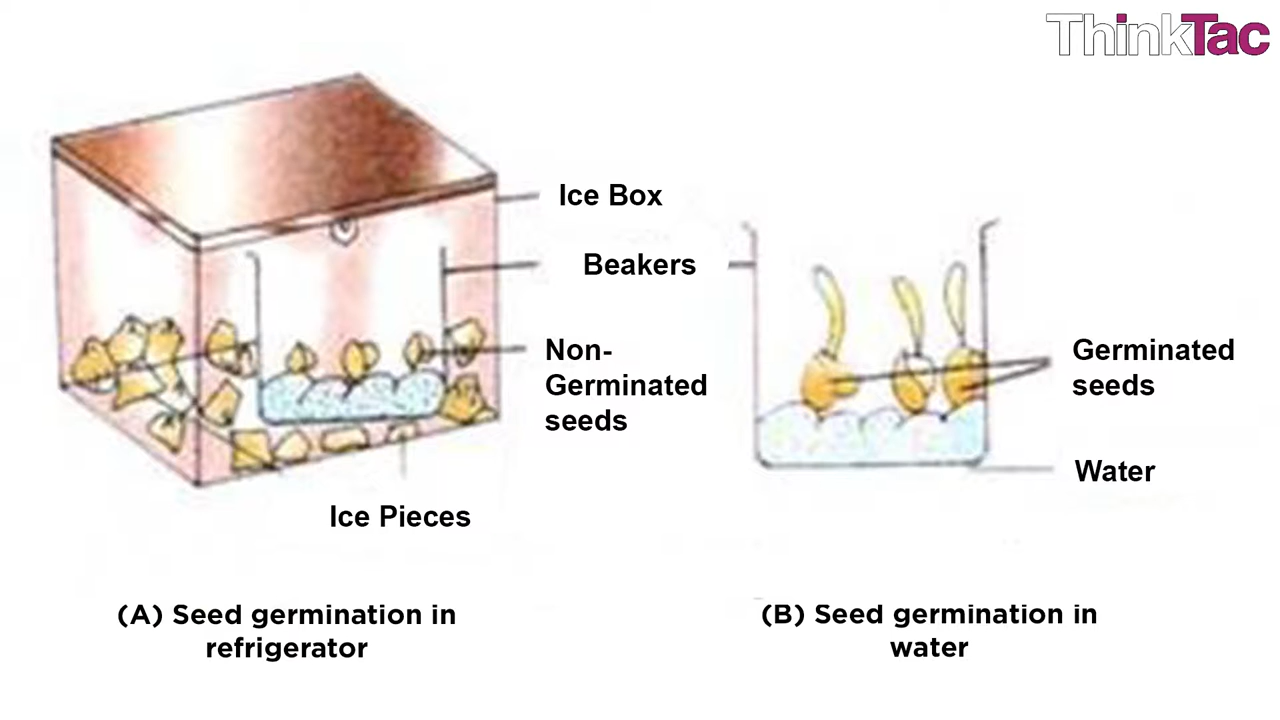 ThinkTac
Ice Box
Beakers
Non-
Germinated
seeds
Germinated
seeds
Water
Ice Pieces
(A) Seed germination in
refrigerator
(B) Seed germination in
water